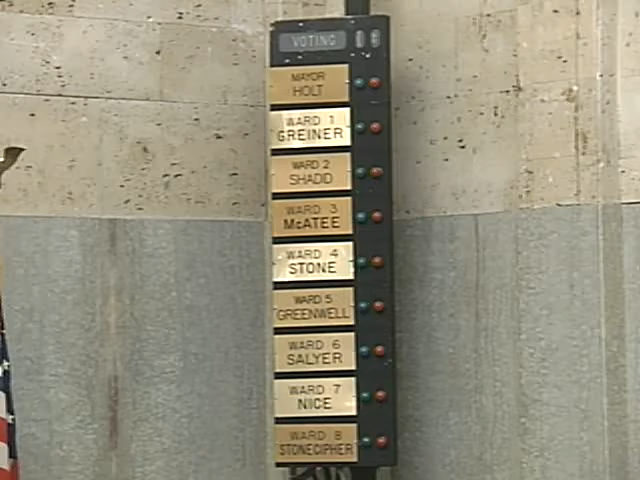 VOTING
MAYOR
HOLT
WARD 1
GREINER
WARD 2
SHADID
WARD 3
McATEE
WARD 4
STONE
WARD 5
GREENWELL
WARD 6
SALYER
WARD 7
NICE
WARD 8
STONECIPHER